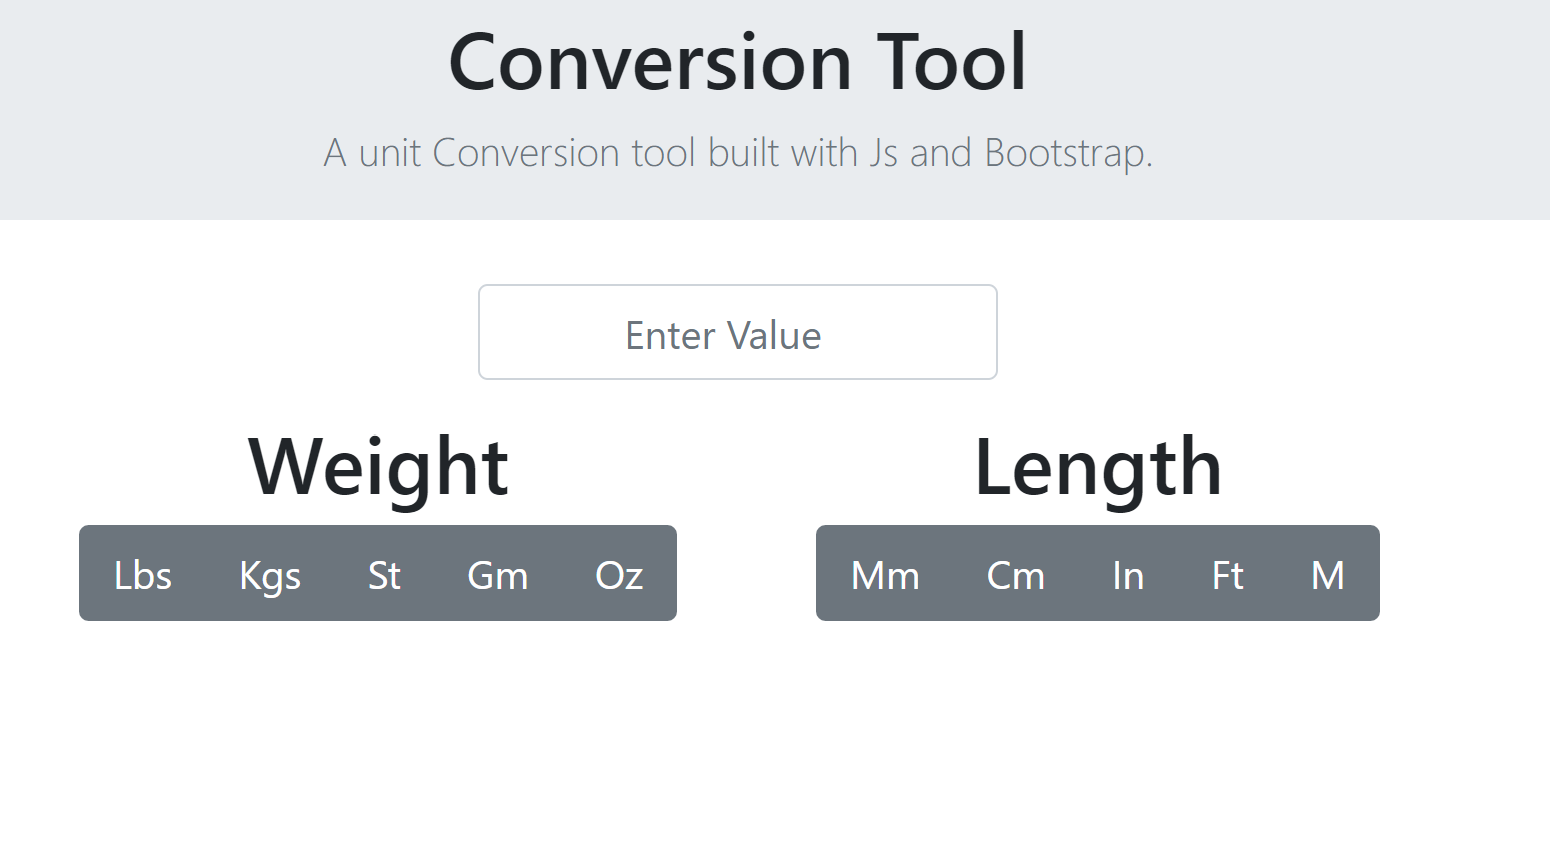 Conversion Tool
A unit Conversion tool built with Js and Bootstrap.
Enter Value
Weight
Lbs Kgs St Gm Oz
Length
Mm Cm In Ft M